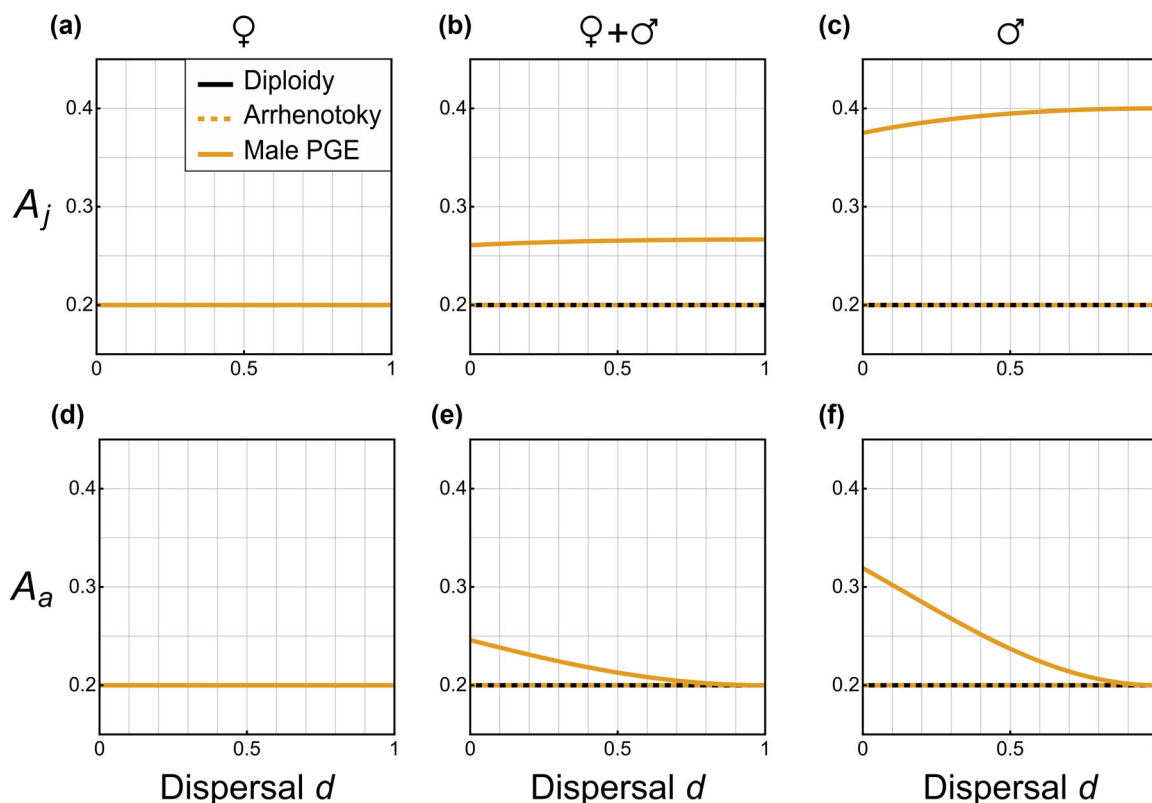 (a) ♀ (b) ♀+♂ (c) ♂
Diploidy
Arrhenotoky
Male PGE
A_j
0.4 0.4 0.4
0.3 0.3 0.3
0.2 0.2 0.2
0 0.5 1 0 0.5 1 0 0.5
(d) (e) (f)
A_a
0.4 0.4 0.4
0.3 0.3 0.3
0.2 0.2 0.2
0 0.5 1 0 0.5 1 0 0.5
Dispersal d Dispersal d Dispersal d